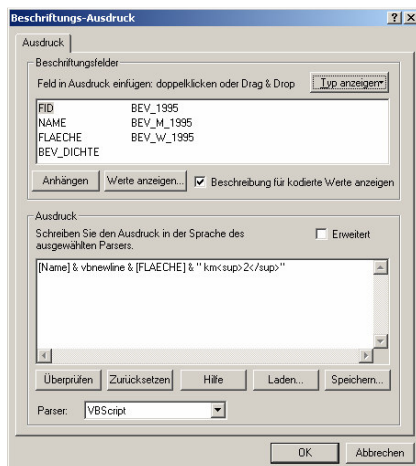 Beschriftungs-Ausdruck
Ausdruck
Beschriftungsfelder
Feld in Ausdruck einfügen: doppelklicken oder Drag & Drop Typ anzeigen
FID BEV_1995
NAME BEV_M_1995
FLAECHE BEV_W_1995
BEV_DICHTE
Anhängen Werte anzeigen... Beschreibung für kodierte Werte anzeigen
Ausdruck
Schreiben Sie den Ausdruck in der Sprache des Erweitert
ausgewählten Parsers.
[Name] & vbnewline & [FLAECHE] & " km<sup>2</sup>"
Überprüfen Zurücksetzen Hilfe Laden... Speichern...
Parser: VBScript
OK Abbrechen